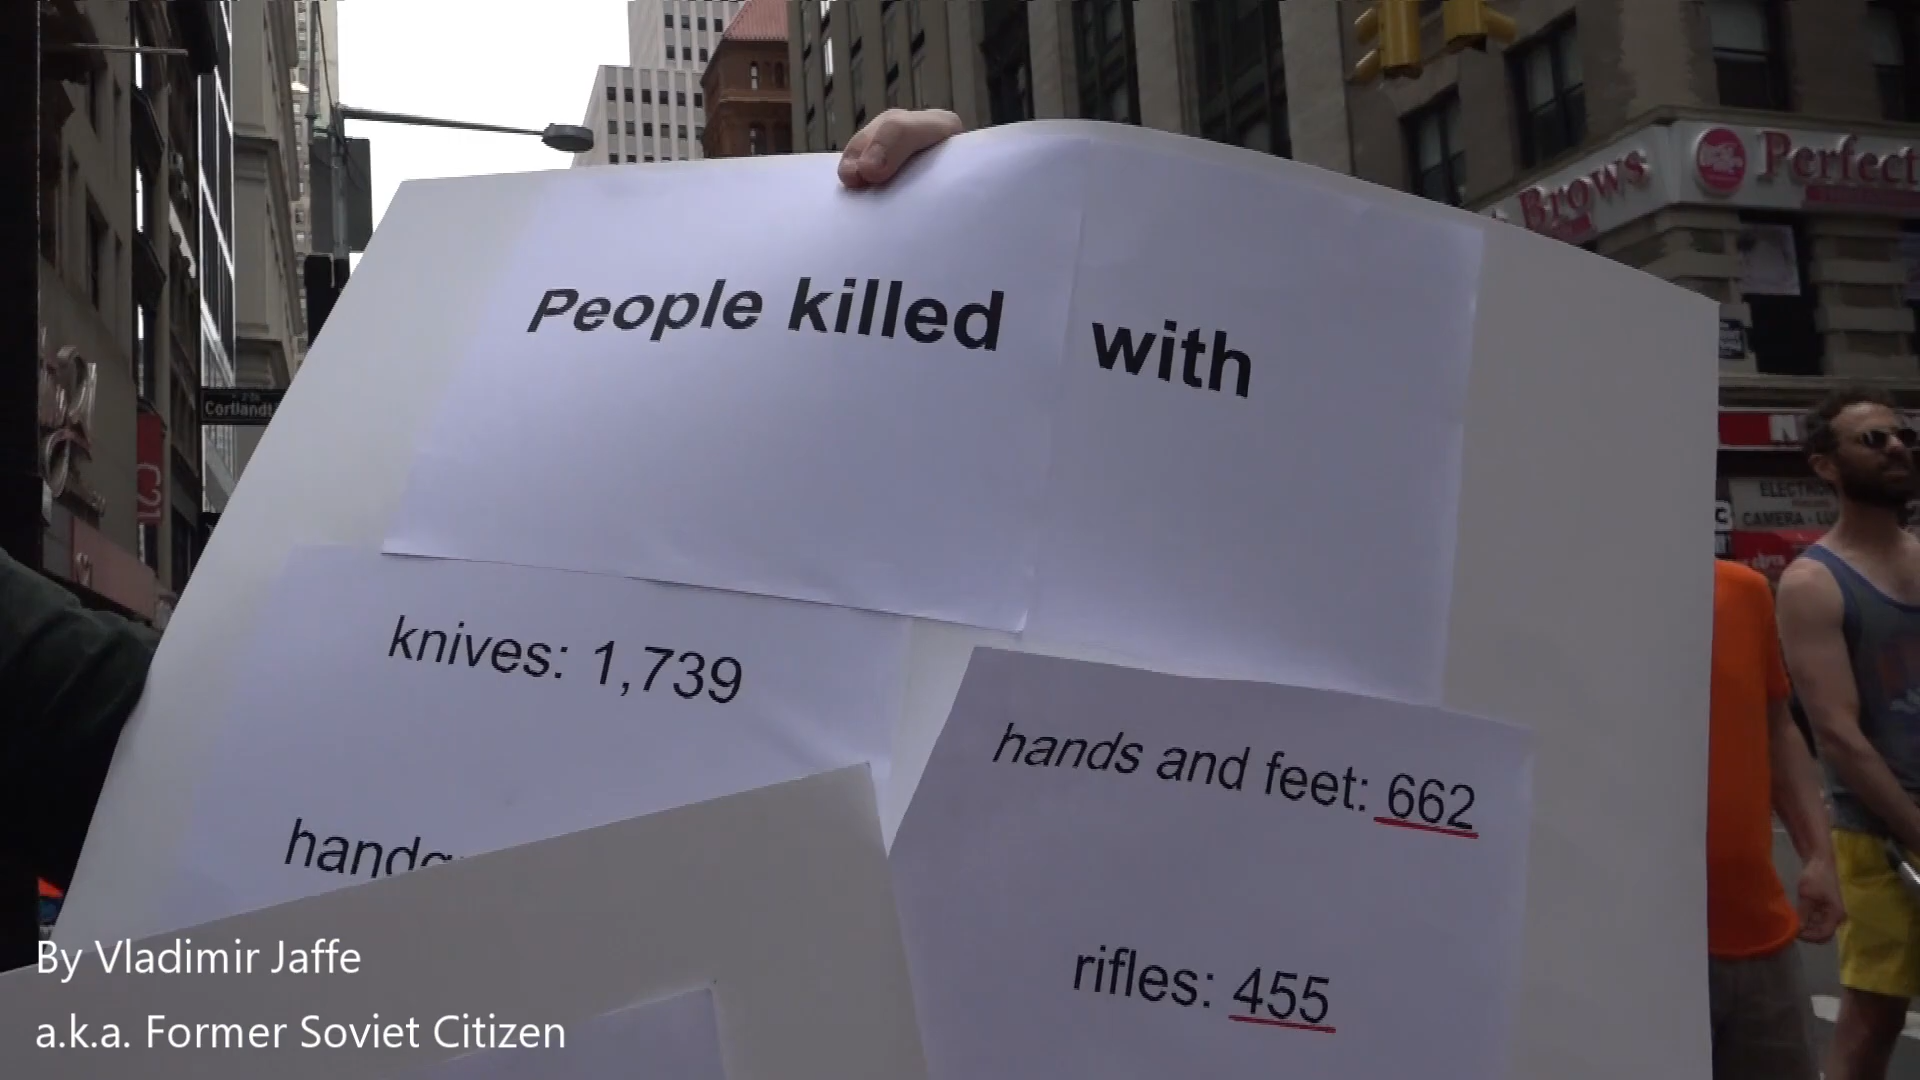 People killed with
knives: 1,739
hands and feet: 662
rifles: 455
Brows
Perfect
Cortlandt
CAMERA
By Vladimir Jaffe
a.k.a. Former Soviet Citizen